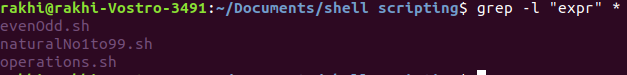 rakhi@rakhi-Vostro-3491:~/Documents/shell scripting$ grep -l "expr" *
evenOdd.sh
naturalNo1to99.sh
operations.sh